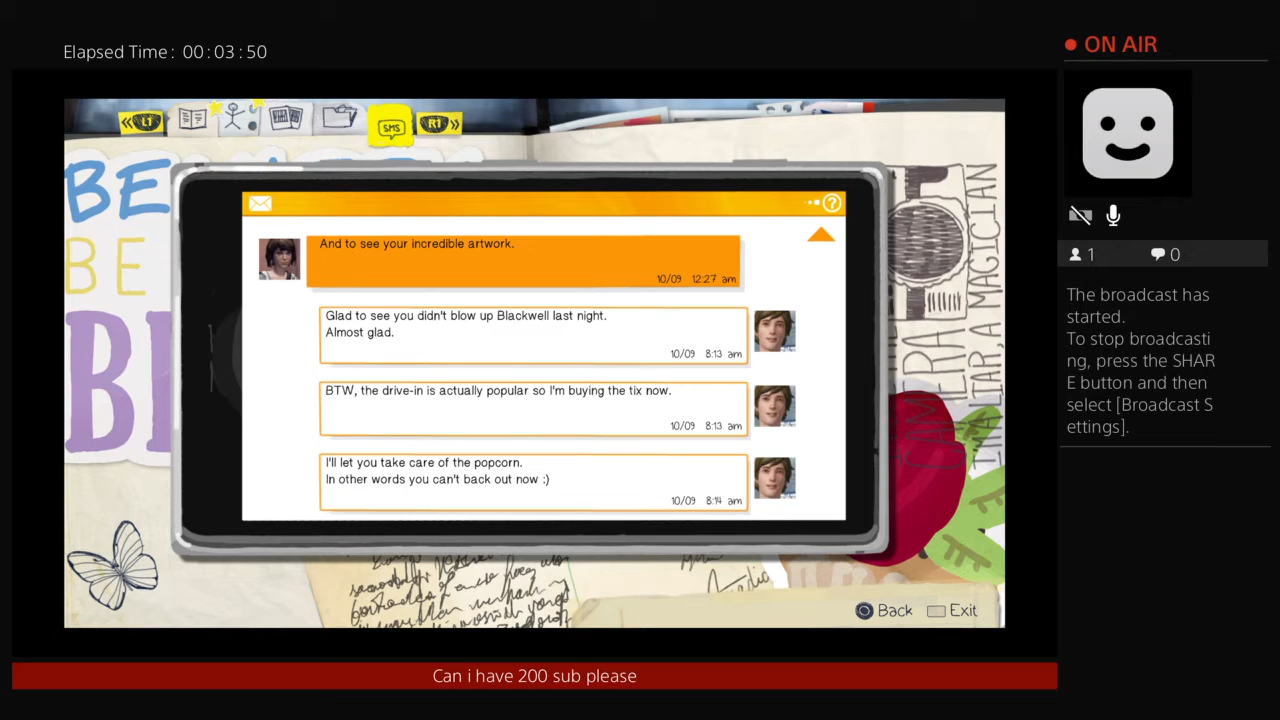 Elapsed Time: 00:03:50
ON AIR
L1
SMS
R1
BE
BE
?
And to see your incredible artwork.
10/09 12:27 am
Glad to see you didn't blow up Blackwell last night.
Almost glad.
10/09 8:13 am
BTW, the drive-in is actually popular so I'm buying the tix now.
10/09 8:13 am
I'll let you take care of the popcorn.
In other words you can't back out now :)
10/09 8:14 am
Back
Exit
1
0
The broadcast has
started.
To stop broadcasti
ng, press the SHAR
E button and then
select [Broadcast S
ettings].
Can i have 200 sub please